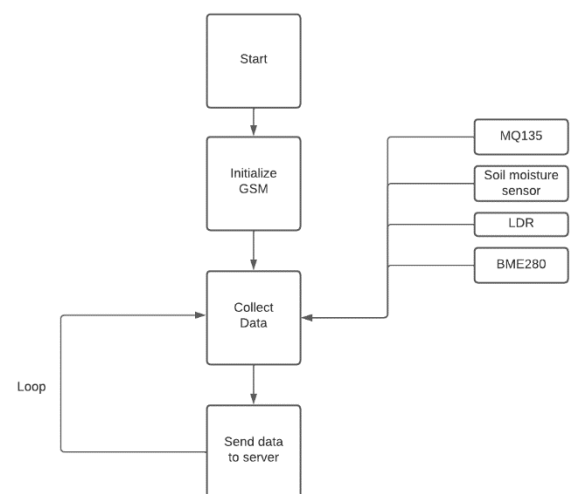 Start
Initialize
GSM
Collect
Data
Send data
to server
Loop
MQ135
Soil moisture
sensor
LDR
BME280